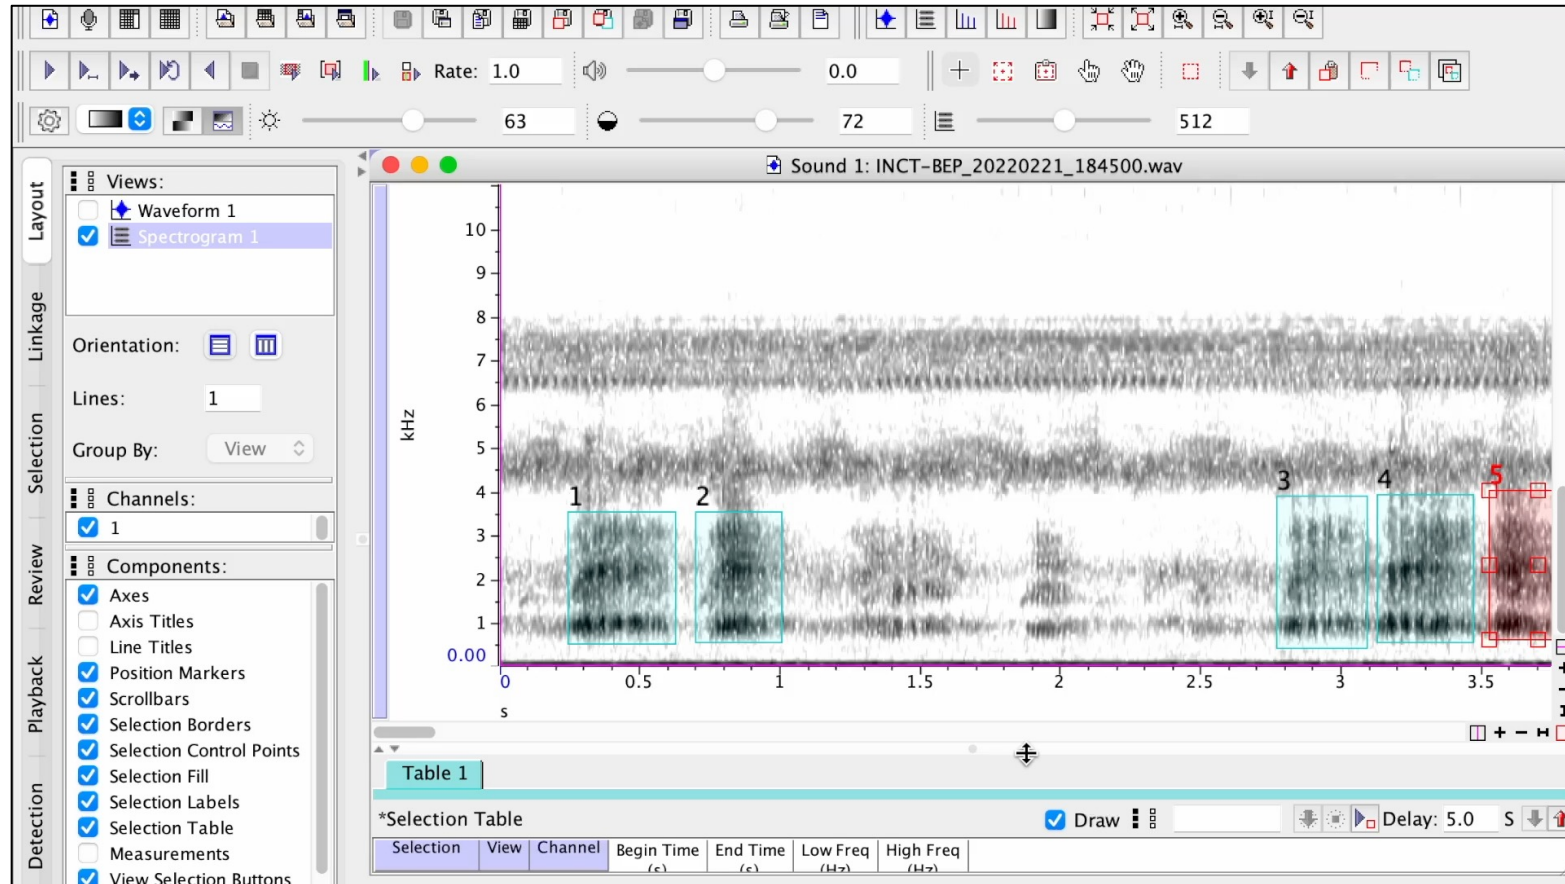 Rate: 1.0
0.0
63
72
512
Sound 1: INCT-BEP_20220221_184500.wav
Layout
Linkage
Selection
Review
Playback
Detection
Views:
Waveform 1
Spectrogram 1
Orientation:
Lines: 1
Group By: View
Channels:
1
Components:
Axes
Axis Titles
Line Titles
Position Markers
Scrollbars
Selection Borders
Selection Control Points
Selection Fill
Selection Labels
Selection Table
Measurements
View Selection Buttons
kHz
10
9
8
7
6
5
4
3
2
1
0.00
1
2
3
4
5
0 0.5 1 1.5 2 2.5 3 3.5
s
Table 1
*Selection Table
Draw
Delay: 5.0 S
Selection View Channel Begin Time (s) End Time (s) Low Freq (Hz) High Freq (Hz)